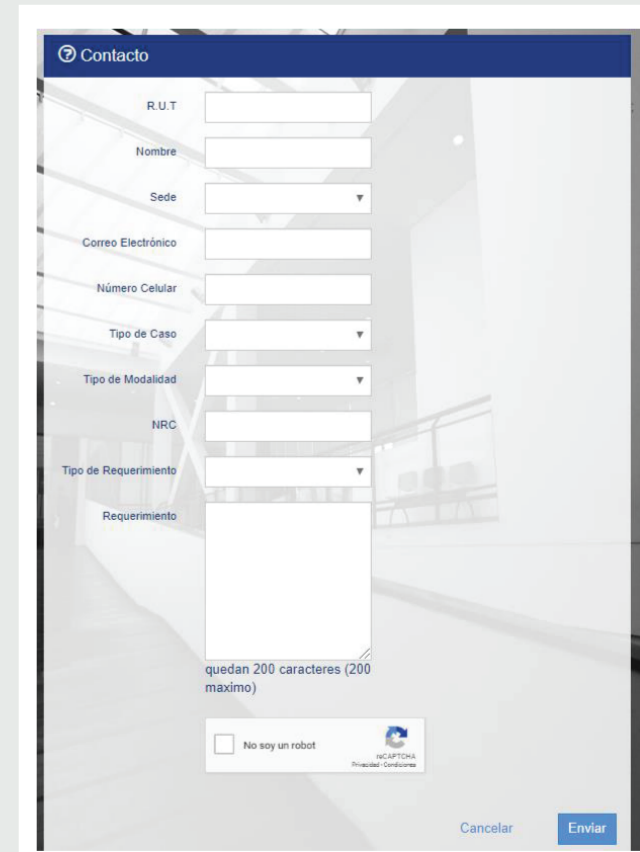 Contacto
R.U.T
Nombre
Sede
Correo Electrónico
Número Celular
Tipo de Caso
Tipo de Modalidad
NRC
Tipo de Requerimiento
Requerimiento
quedan 200 caracteres (200
maximo)
No soy un robot
reCAPTCHA
Privacidad - Condiciones
Cancelar
Enviar